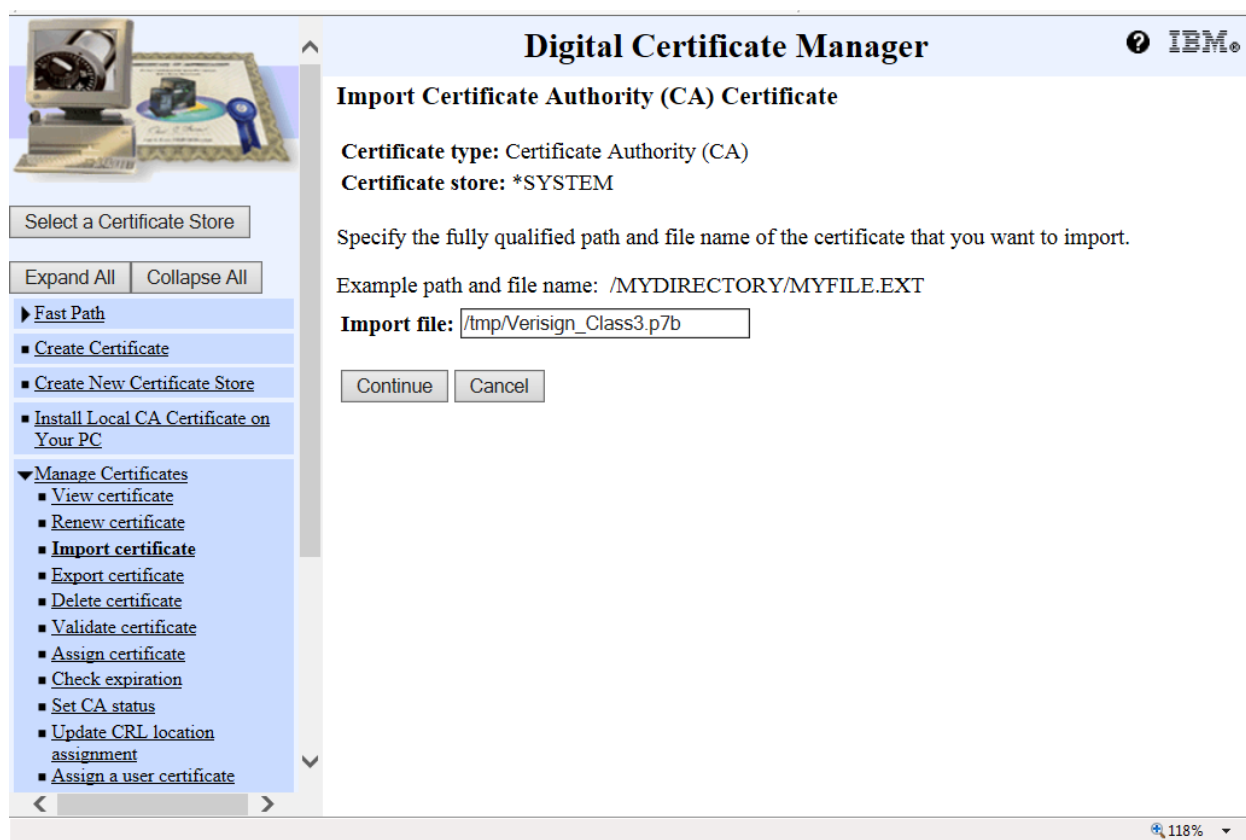 Digital Certificate Manager
IBM®
Select a Certificate Store
Expand All
Collapse All
Fast Path
Create Certificate
Create New Certificate Store
Install Local CA Certificate on
Your PC
Manage Certificates
View certificate
Renew certificate
Import certificate
Export certificate
Delete certificate
Validate certificate
Assign certificate
Check expiration
Set CA status
Update CRL location
assignment
Assign a user certificate
Import Certificate Authority (CA) Certificate
Certificate type: Certificate Authority (CA)
Certificate store: *SYSTEM
Specify the fully qualified path and file name of the certificate that you want to import.
Example path and file name: /MYDIRECTORY/MYFILE.EXT
Import file: /tmp/Verisign_Class3.p7b
Continue
Cancel
118%